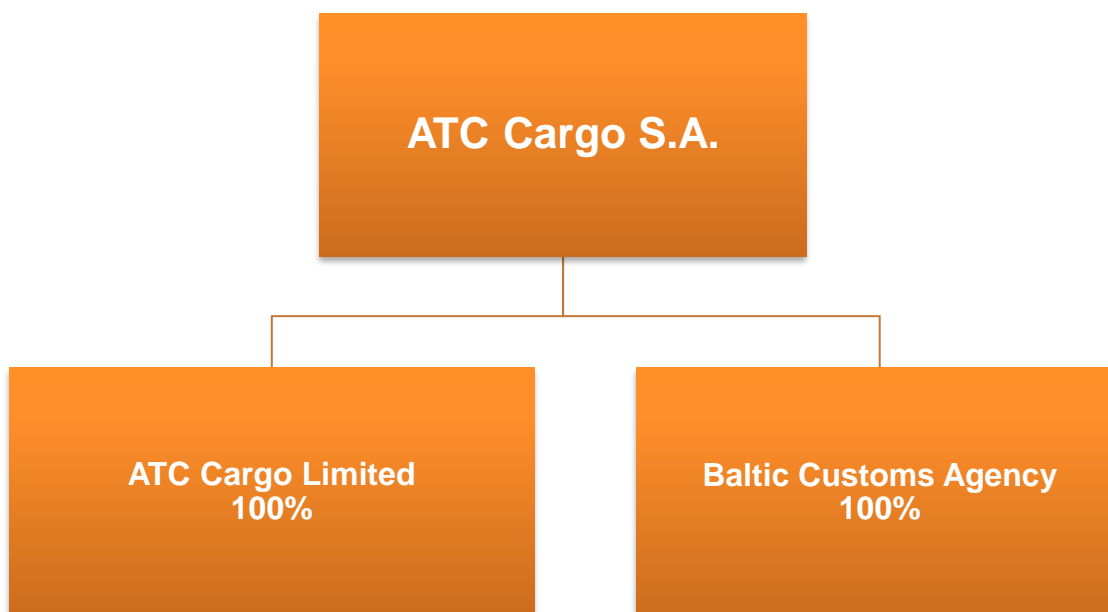 ATC Cargo S.A.
ATC Cargo Limited
100%
Baltic Customs Agency
100%